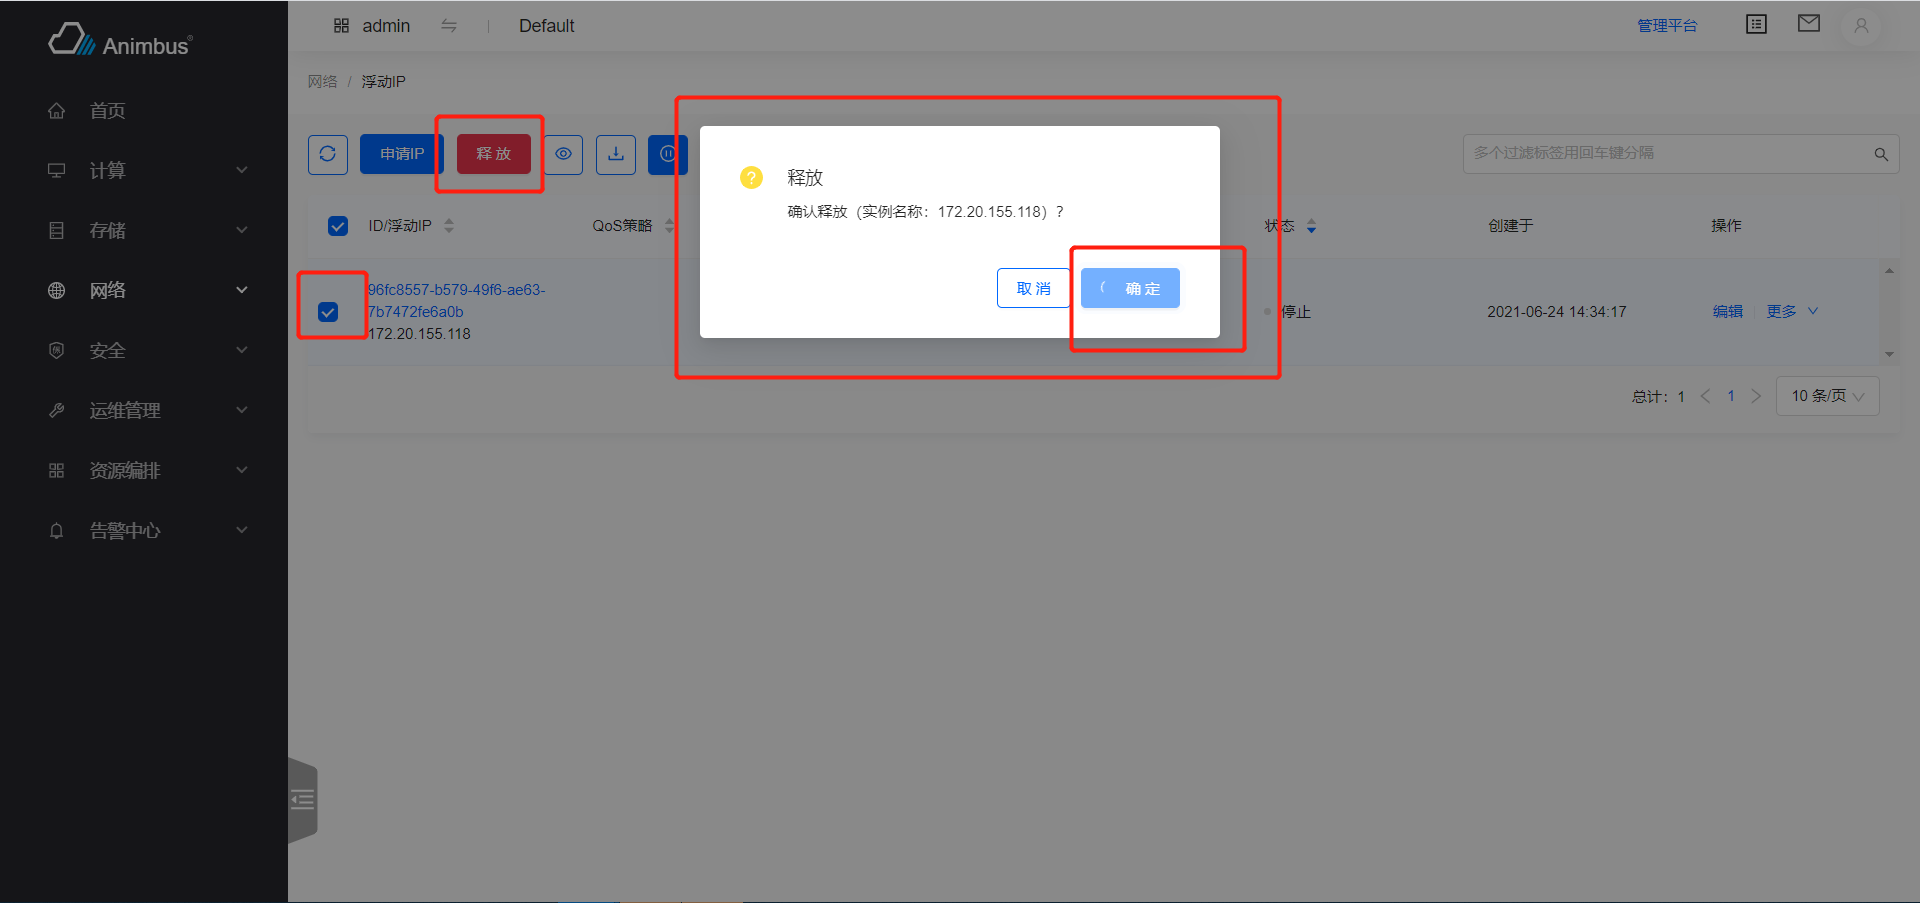 Animbus®
admin
Default
管理平台
网络 / 浮动IP
首页
计算
存储
网络
安全
运维管理
资源编排
告警中心
申请IP
释 放
多个过滤标签用回车键分隔
ID/浮动IP
QoS策略
状态
创建于
操作
96fc8557-b579-49f6-ae63-
7b7472fe6a0b
172.20.155.118
停止
2021-06-24 14:34:17
编辑
更多
总计：1
1
10 条/页
释放
确认释放（实例名称：172.20.155.118）?
取 消
确 定